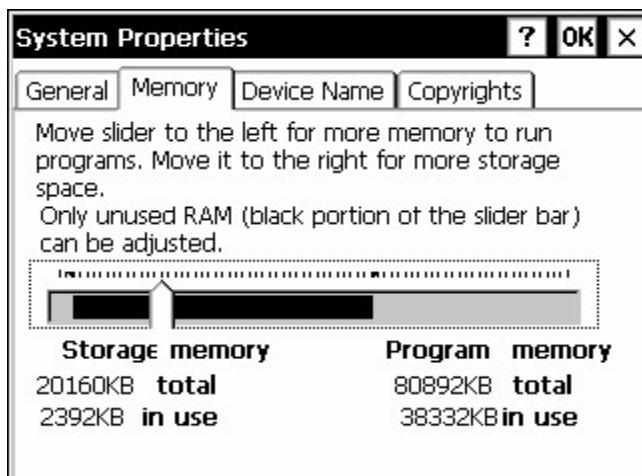 System Properties ? OK ×
General Memory Device Name Copyrights
Move slider to the left for more memory to run
programs. Move it to the right for more storage
space.
Only unused RAM (black portion of the slider bar)
can be adjusted.
Storage memory Program memory
20160KB total 80892KB total
2392KB in use 38332KB in use